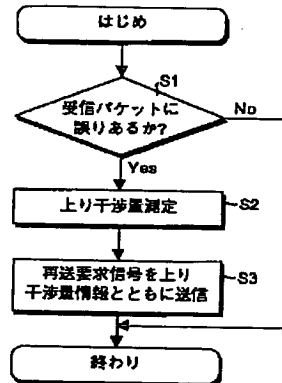 はじめ
S1
受信パケットに
誤りあるか?
No
Yes
上り干渉量測定
S2
再送要求信号を上り
干渉量情報とともに送信
S3
終わり